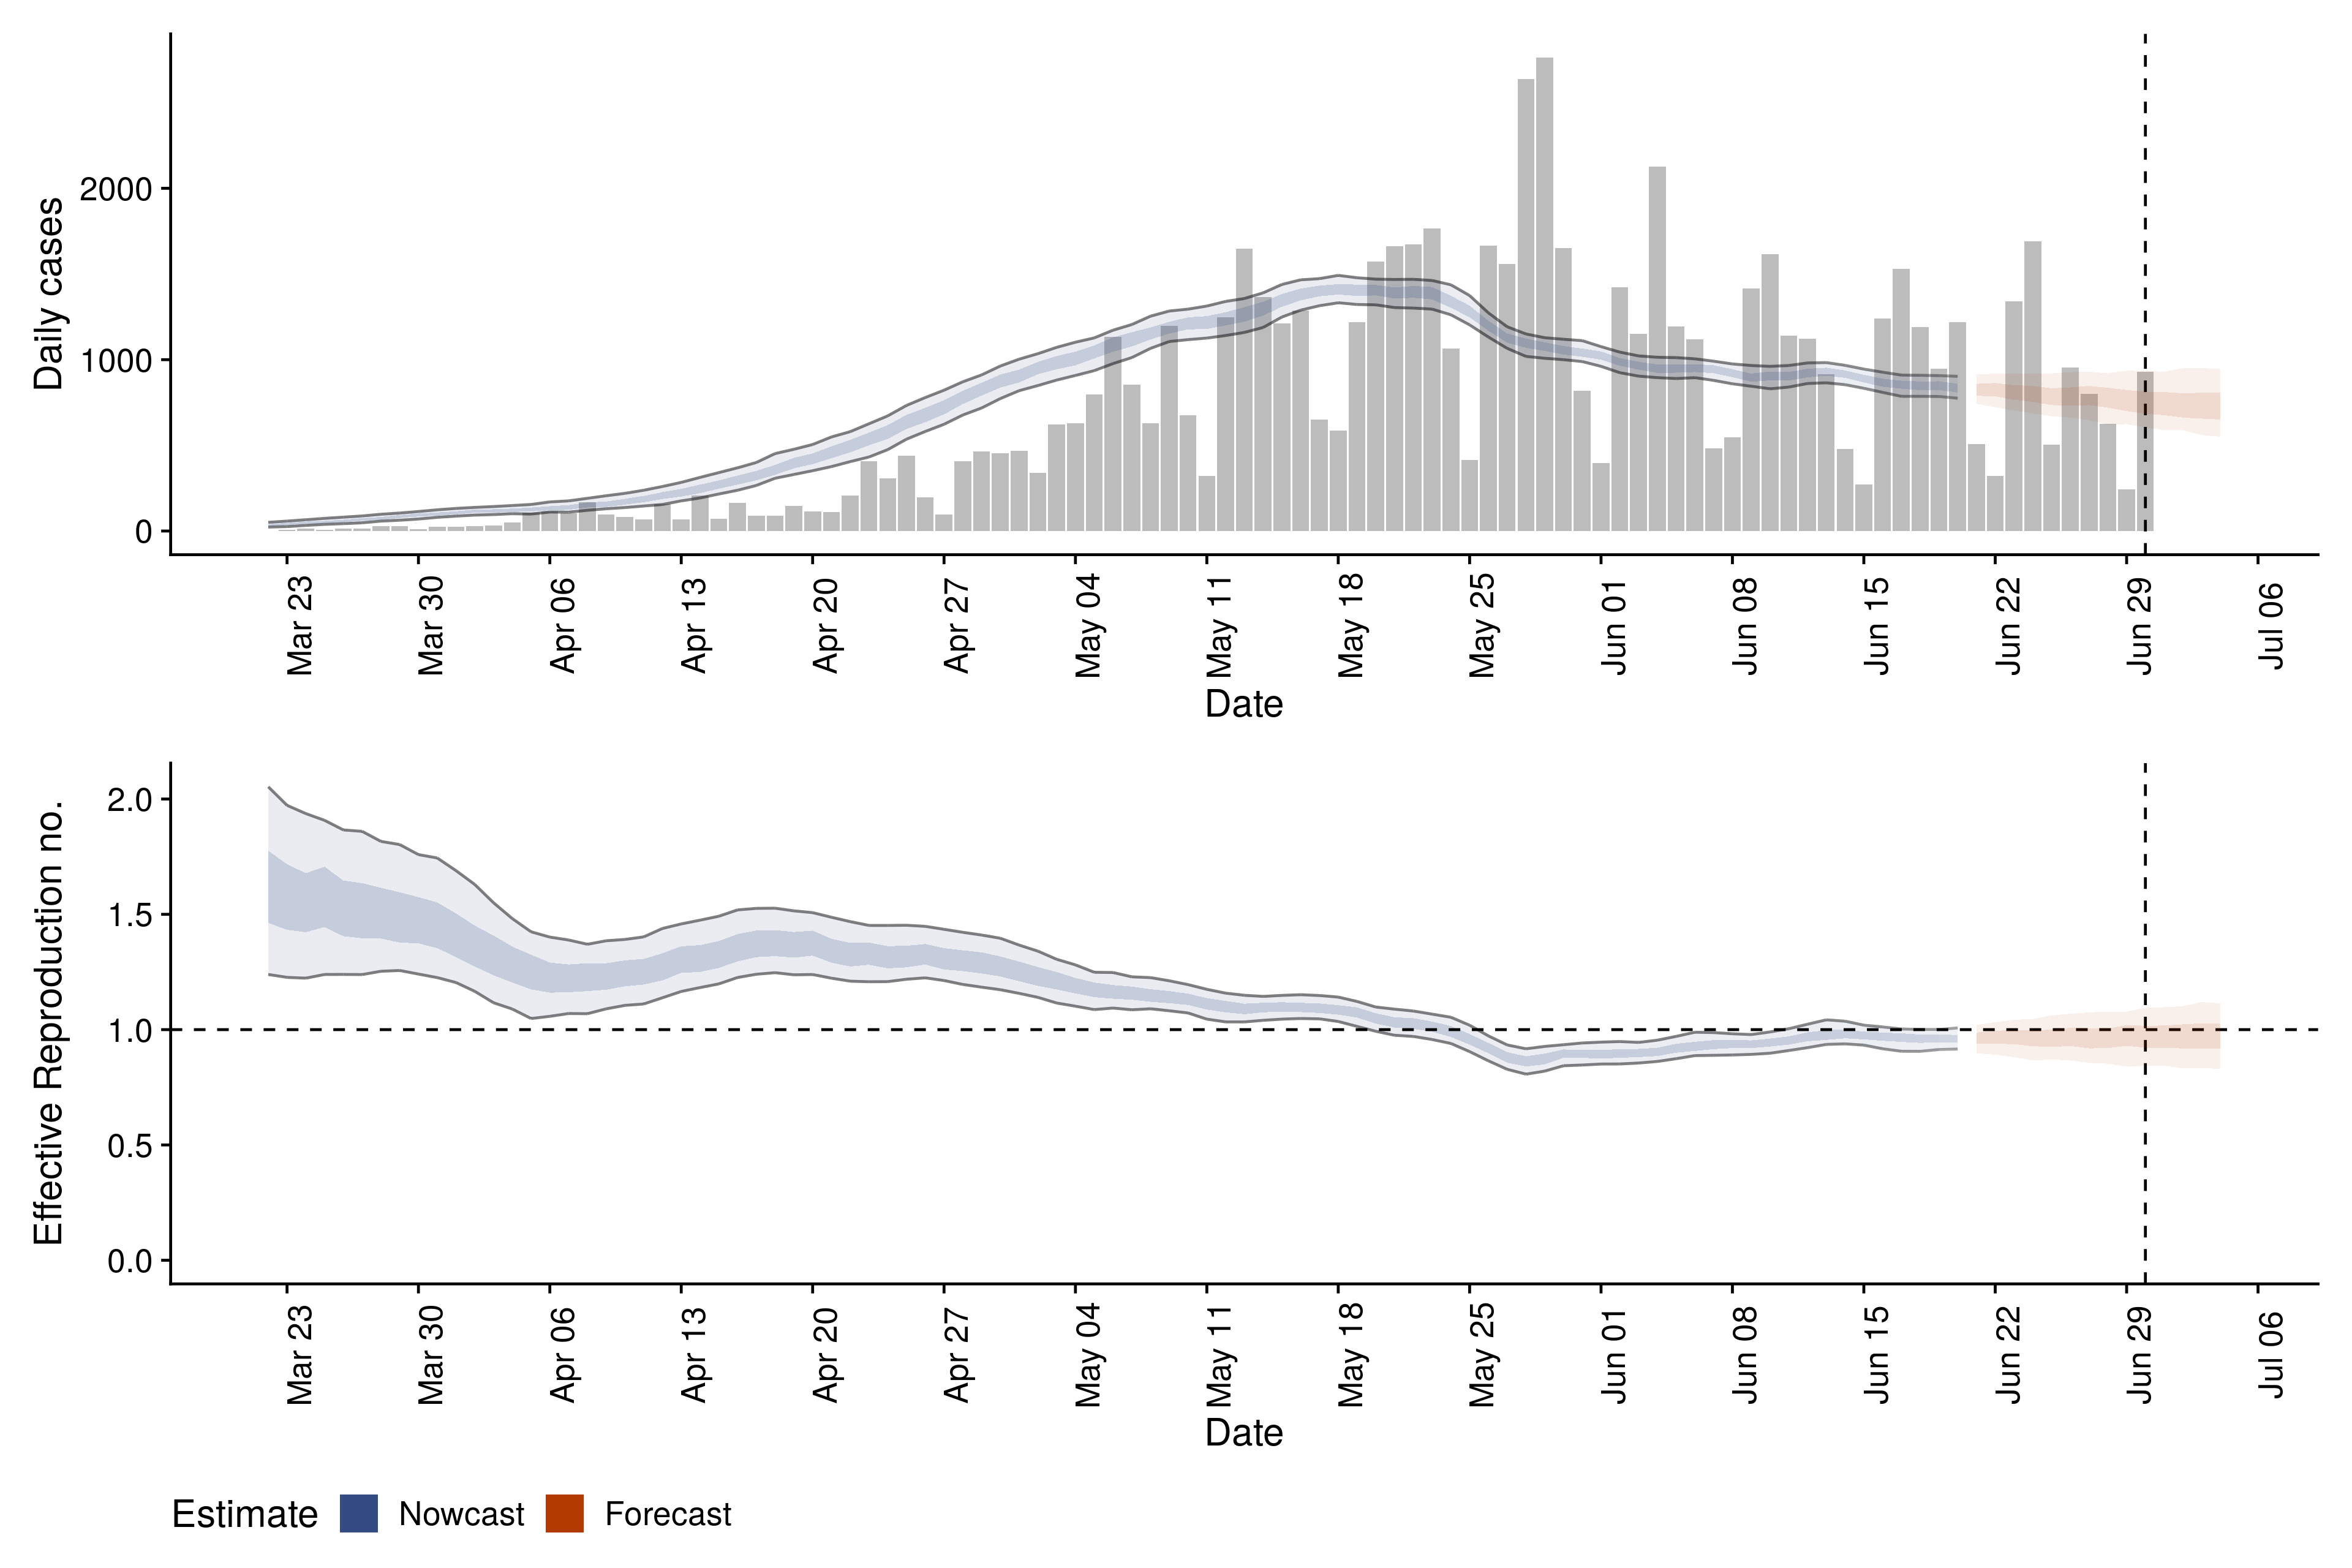 Daily cases
2000
1000
0
Mar 23
Mar 30
Apr 06
Apr 13
Apr 20
Apr 27
May 04
May 11
May 18
May 25
Jun 01
Jun 08
Jun 15
Jun 22
Jun 29
Jul 06
Date
Effective Reproduction no.
2.0
1.5
1.0
0.5
0.0
Mar 23
Mar 30
Apr 06
Apr 13
Apr 20
Apr 27
May 04
May 11
May 18
May 25
Jun 01
Jun 08
Jun 15
Jun 22
Jun 29
Jul 06
Date
Estimate Nowcast Forecast